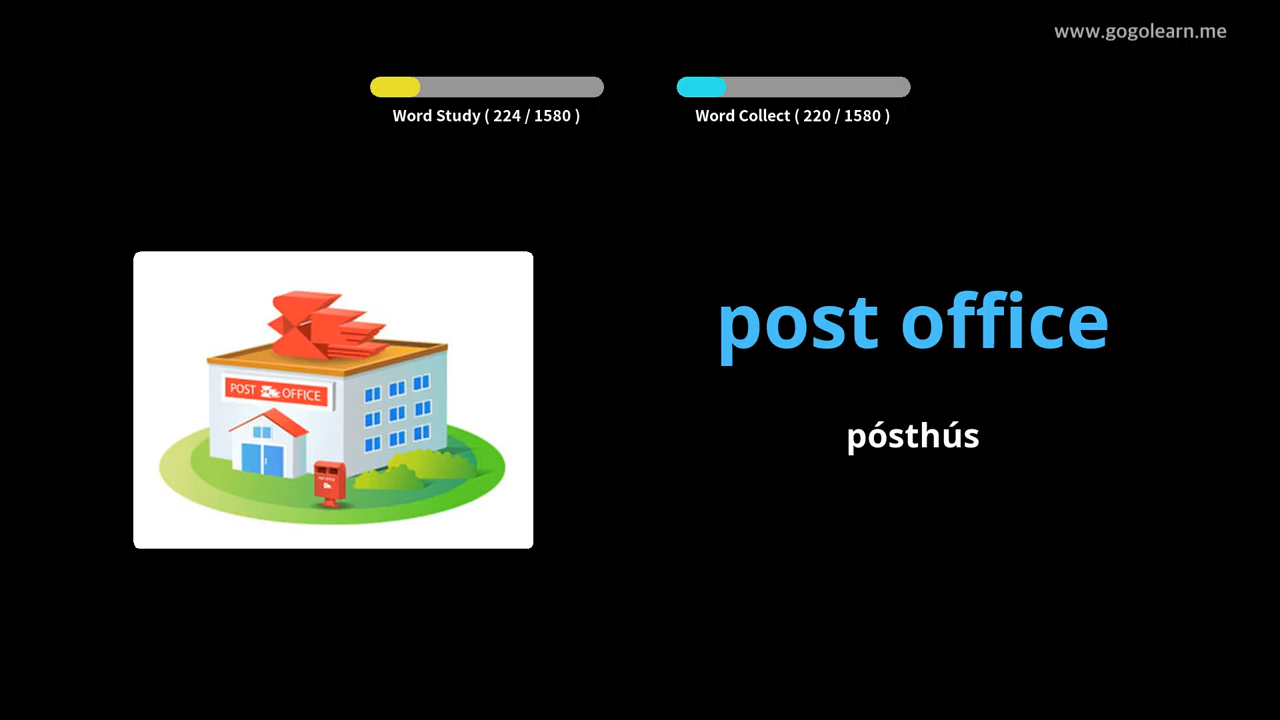 www.gogolearn.me
Word Study ( 224 / 1580 )
Word Collect ( 220 / 1580 )
post office
pósthús
POST OFFICE